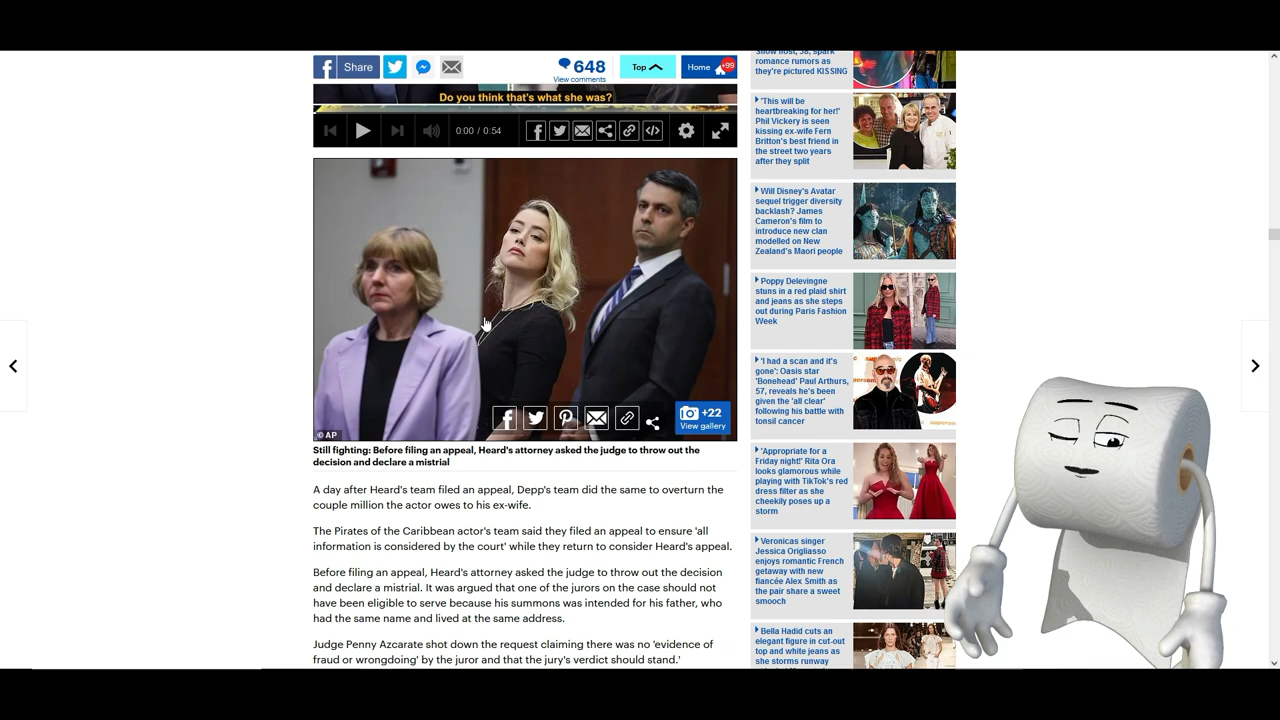 Share
648
View comments
Top
Home
+99
Do you think that's what she was?
0:00 / 0:54
+22
View gallery
© AP
Still fighting: Before filing an appeal, Heard's attorney asked the judge to throw out the
decision and declare a mistrial
A day after Heard's team filed an appeal, Depp's team did the same to overturn the
couple million the actor owes to his ex-wife.
The Pirates of the Caribbean actor's team said they filed an appeal to ensure 'all
information is considered by the court' while they return to consider Heard's appeal.
Before filing an appeal, Heard's attorney asked the judge to throw out the decision
and declare a mistrial. It was argued that one of the jurors on the case should not
have been eligible to serve because his summons was intended for his father, who
had the same name and lived at the same address.
Judge Penny Azcarate shot down the request claiming there was no 'evidence of
fraud or wrongdoing' by the juror and that the jury's verdict should stand.'
romance rumors as
they're pictured KISSING
'This will be
heartbreaking for her!'
Phil Vickery is seen
kissing ex-wife Fern
Britton's best friend in
the street two years
after they split
Will Disney's Avatar
sequel trigger diversity
backlash? James
Cameron's film to
introduce new clan
modelled on New
Zealand's Maori people
Poppy Delevingne
stuns in a red plaid shirt
and jeans as she steps
out during Paris Fashion
Week
'I had a scan and it's
gone': Oasis star
'Bonehead' Paul Arthurs,
57, reveals he's been
given the 'all clear'
following his battle with
tonsil cancer
'Appropriate for a
Friday night!' Rita Ora
looks glamorous while
playing with TikTok's red
dress filter as she
cheekily poses up a
storm
Veronicas singer
Jessica Origliasso
enjoys romantic French
getaway with new
fiancée Alex Smith as
the pair share a sweet
smooch
Bella Hadid cuts an
elegant figure in cut-out
top and white jeans as
she storms runway